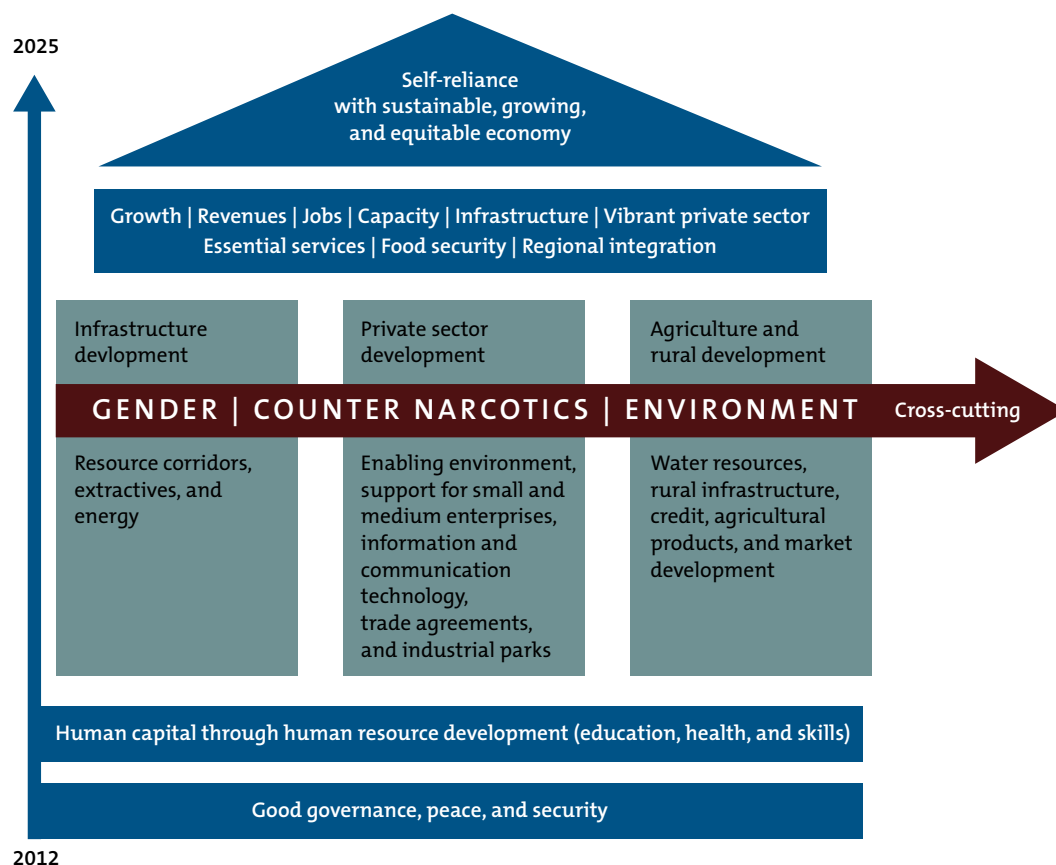 2025
Self-reliance
with sustainable, growing,
and equitable economy
Growth | Revenues | Jobs | Capacity | Infrastructure | Vibrant private sector
Essential services | Food security | Regional integration
Infrastructure
devlopment
Private sector
development
Agriculture and
rural development
GENDER | COUNTER NARCOTICS | ENVIRONMENT
Cross-cutting
Resource corridors,
extractives, and
energy
Enabling environment,
support for small and
medium enterprises,
information and
communication
technology,
trade agreements,
and industrial parks
Water resources,
rural infrastructure,
credit, agricultural
products, and market
development
Human capital through human resource development (education, health, and skills)
Good governance, peace, and security
2012